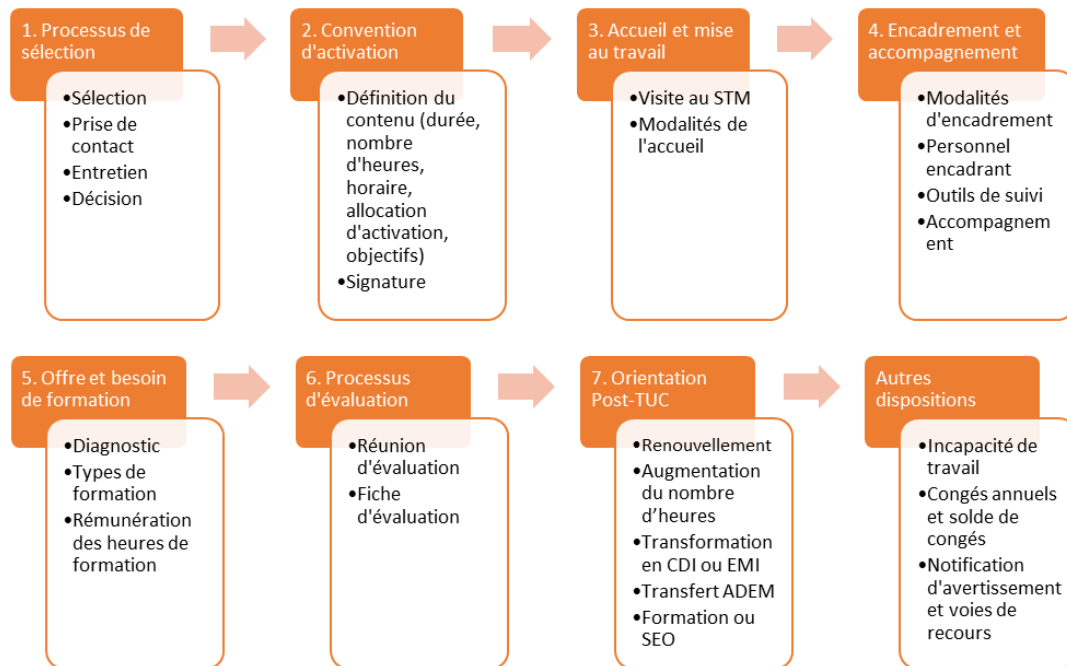 1. Processus de
sélection
•Sélection
•Prise de
contact
•Entretien
•Décision
2. Convention
d'activation
•Définition du
contenu (durée,
nombre
d'heures,
horaire,
allocation
d'activation,
objectifs)
•Signature
3. Accueil et mise
au travail
•Visite au STM
•Modalités de
l'accueil
4. Encadrement et
accompagnement
•Modalités
d'encadrement
•Personnel
encadrant
•Outils de suivi
•Accompagnem
ent
5. Offre et besoin
de formation
•Diagnostic
•Types de
formation
•Rémunération
des heures de
formation
6. Processus
d'évaluation
•Réunion
d'évaluation
•Fiche
d'évaluation
7. Orientation
Post-TUC
•Renouvellement
•Augmentation
du nombre
d’heures
•Transformation
en CDI ou EMI
•Transfert ADEM
•Formation ou
SEO
Autres
dispositions
•Incapacité de
travail
•Congés annuels
et solde de
congés
•Notification
d'avertissement
et voies de
recours